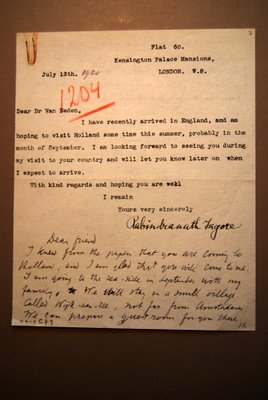 Flat 60.
Kensington Palace Mansions,
July 12th. 1920 LONDON. W.8.
1204
Dear Dr Van Eeden,
I have recently arrived in England, and am
hoping to visit Holland some time this summer, probably in the
month of September. I am looking forward to seeing you during
my visit to your country and will let you know later on when
I expect to arrive.
With kind regards and hoping you are well
I remain
Yours very sincerely
Rabindranath Tagore
Dear friend
I knew from the papers that you are coming to
Holland, and I am glad that you will come to me.
I am going to the sea-side in september with my
family. We shall stay in a small village
called Wijk-aan-zee, not far from Amsterdam
We can prepare a guestroom for you there